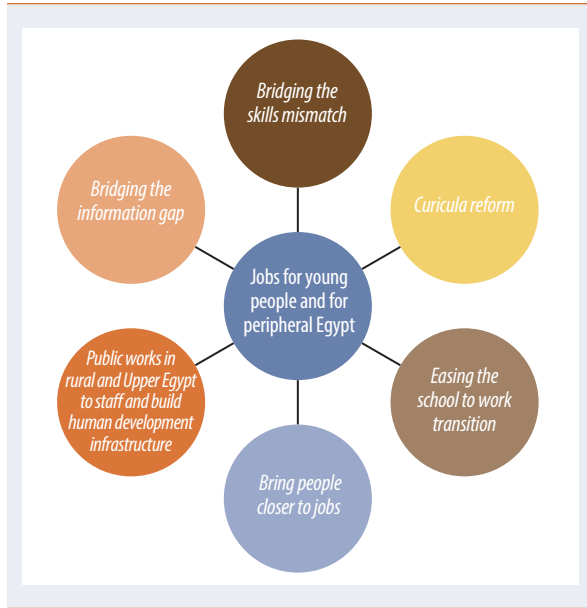 Bridging the
skills mismatch
Bridging the
information gap
Curicula reform
Jobs for young
people and for
peripheral Egypt
Public works in
rural and Upper Egypt
to staff and build
human development
infrastructure
Easing the
school to work
transition
Bring people
closer to jobs